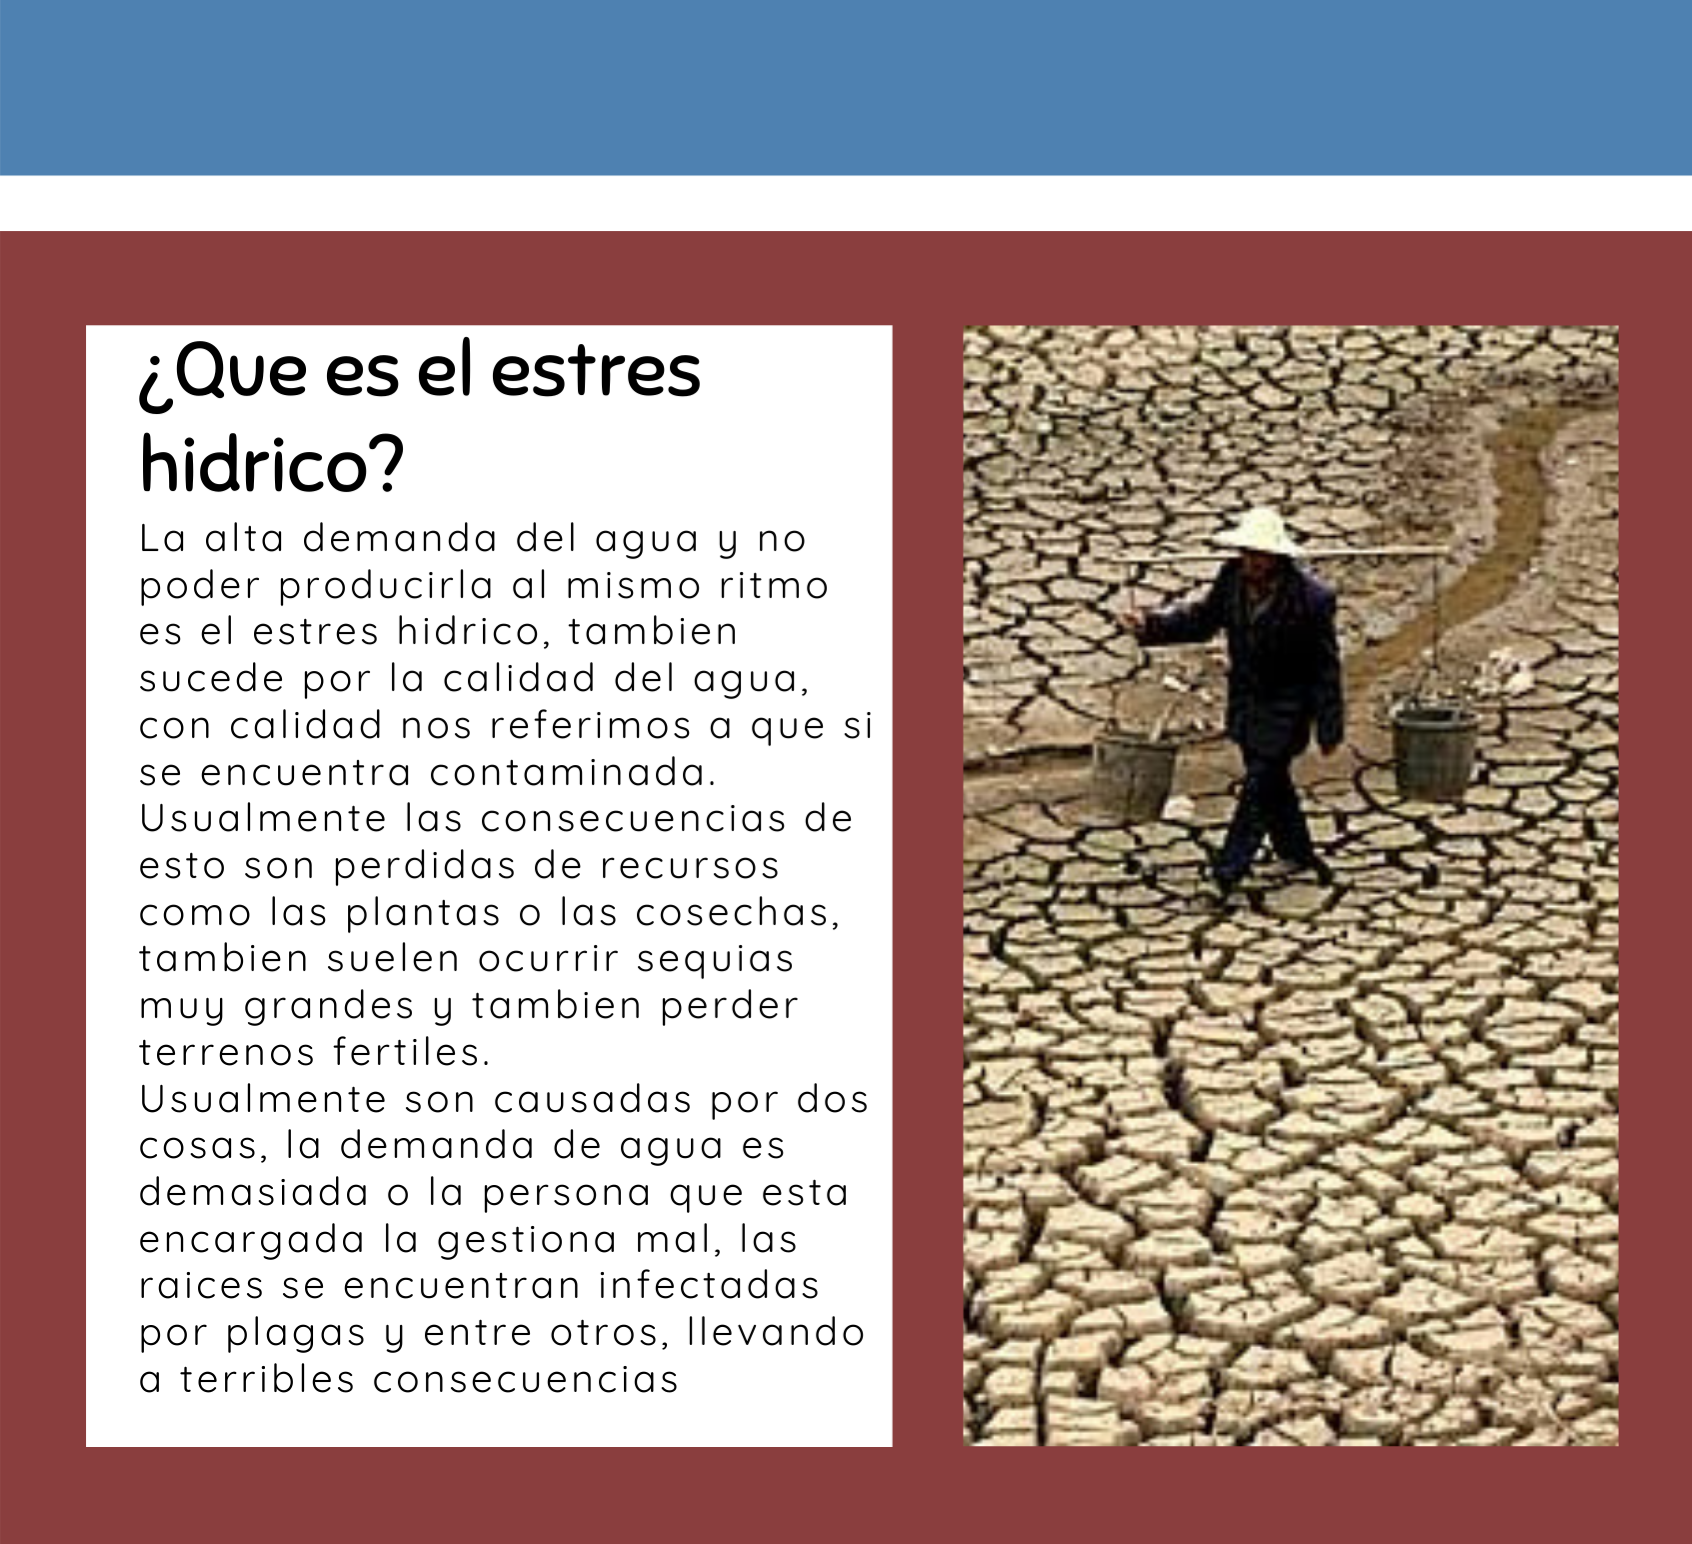 ¿Que es el estres
hidrico?
La alta demanda del agua y no
poder producirla al mismo ritmo
es el estres hidrico, tambien
sucede por la calidad del agua,
con calidad nos referimos a que si
se encuentra contaminada.
Usualmente las consecuencias de
esto son perdidas de recursos
como las plantas o las cosechas,
tambien suelen ocurrir sequias
muy grandes y tambien perder
terrenos fertiles.
Usualmente son causadas por dos
cosas, la demanda de agua es
demasiada o la persona que esta
encargada la gestiona mal, las
raices se encuentran infectadas
por plagas y entre otros, llevando
a terribles consecuencias